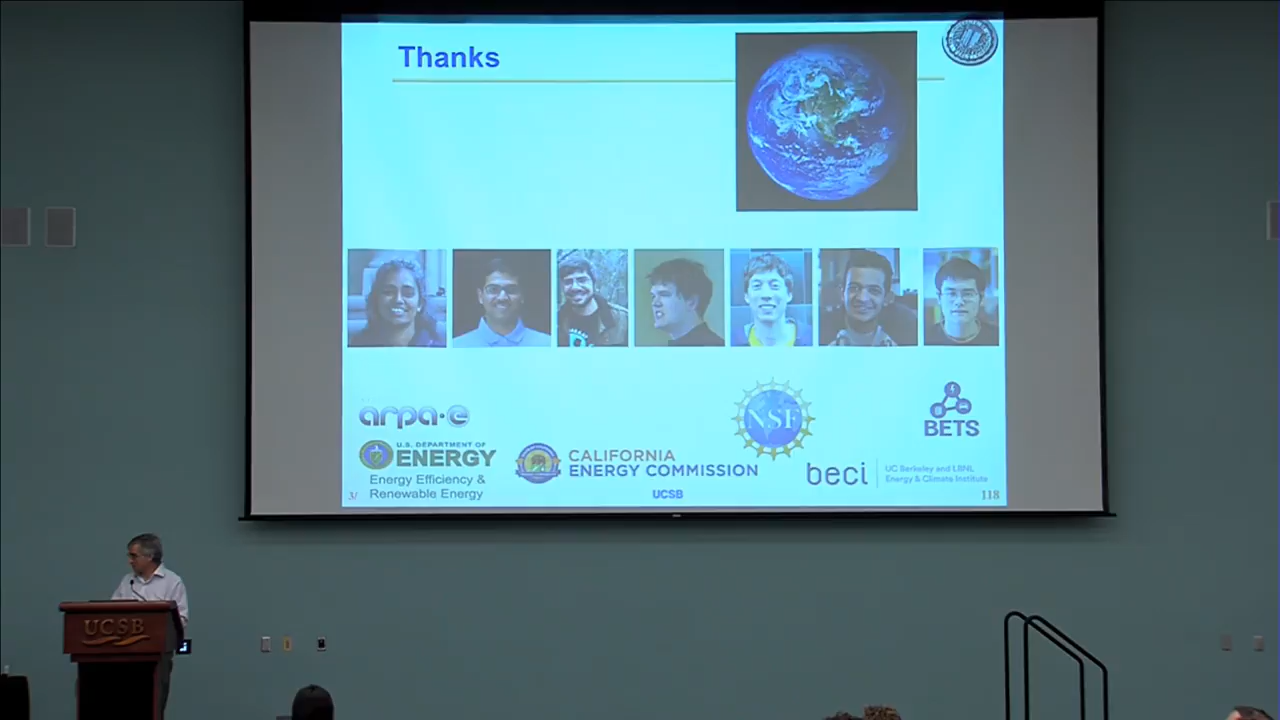 Thanks
arpa·e
U.S. DEPARTMENT OF
ENERGY
Energy Efficiency &
Renewable Energy
CALIFORNIA
ENERGY COMMISSION
NSF
BETS
beci
UC Berkeley and LBNL
Energy & Climate Institute
3/
UCSB
118
UCSB